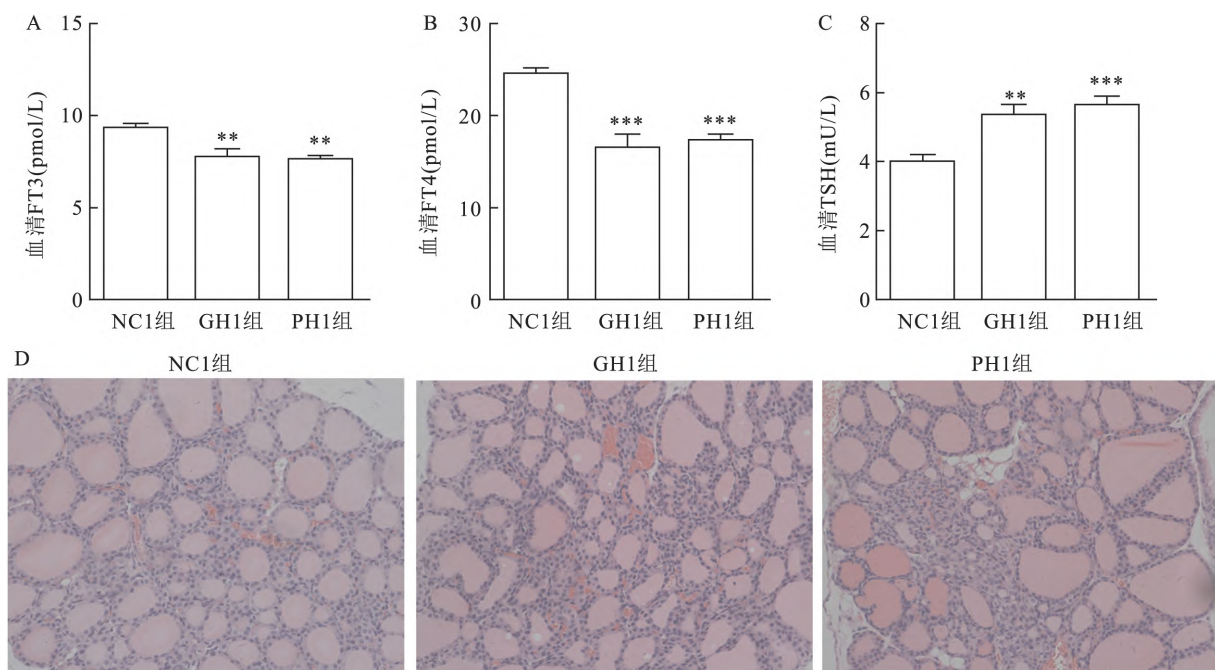 A
15
10
5
0
血清FT3(pmol/L)
**
**
NC1组
GH1组
PH1组
B
30
20
10
0
血清FT4(pmol/L)
***
***
NC1组
GH1组
PH1组
C
8
6
4
2
0
血清TSH(mU/L)
**
***
NC1组
GH1组
PH1组
D
NC1组
GH1组
PH1组